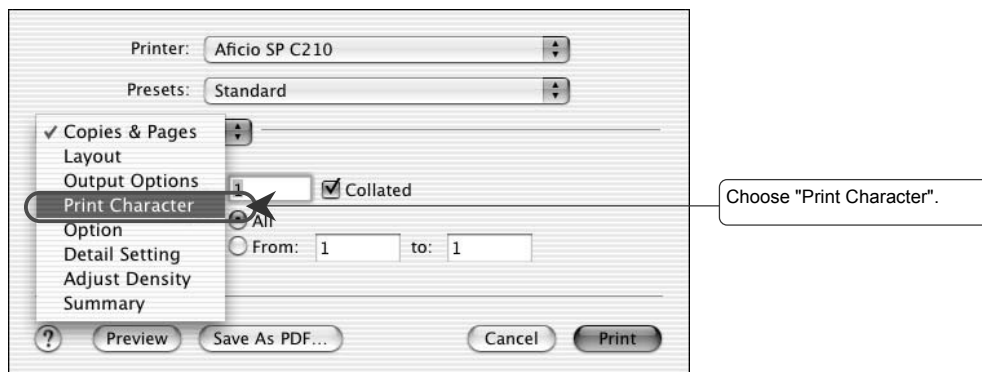 Printer: Aficio SP C210
Presets: Standard
✓ Copies & Pages
Layout
Output Options
1 Collated
Print Character
Choose "Print Character".
All
Option
From: 1 to: 1
Detail Setting
Adjust Density
Summary
? Preview Save As PDF... Cancel Print